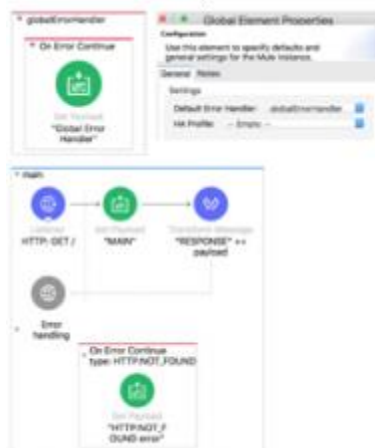 globalErrorHandler
On Error Continue
Set Payload
"Global Error
Handler"
Global Element Properties
Configuration
Use this element to specify defaults and
general settings for the Mule instance.
General Notes
Settings
Default Error Handler: globalErrorHandler
HA Profile: -- Empty --
main
Listener
HTTP: GET /
Set Payload
"MAIN"
Transform Message
"RESPONSE" ++
payload
Error
handling
On Error Continue
type: HTTP:NOT_FOUND
Set Payload
"HTTP:NOT_F
OUND error"